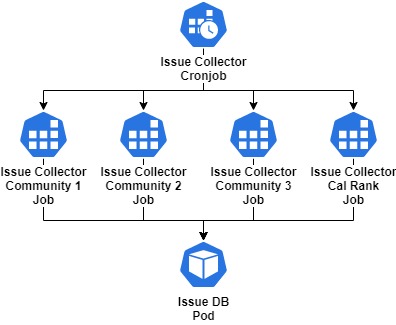 Issue Collector
Cronjob
Issue Collector
Community 1
Job
Issue Collector
Community 2
Job
Issue Collector
Community 3
Job
Issue Collector
Cal Rank
Job
Issue DB
Pod